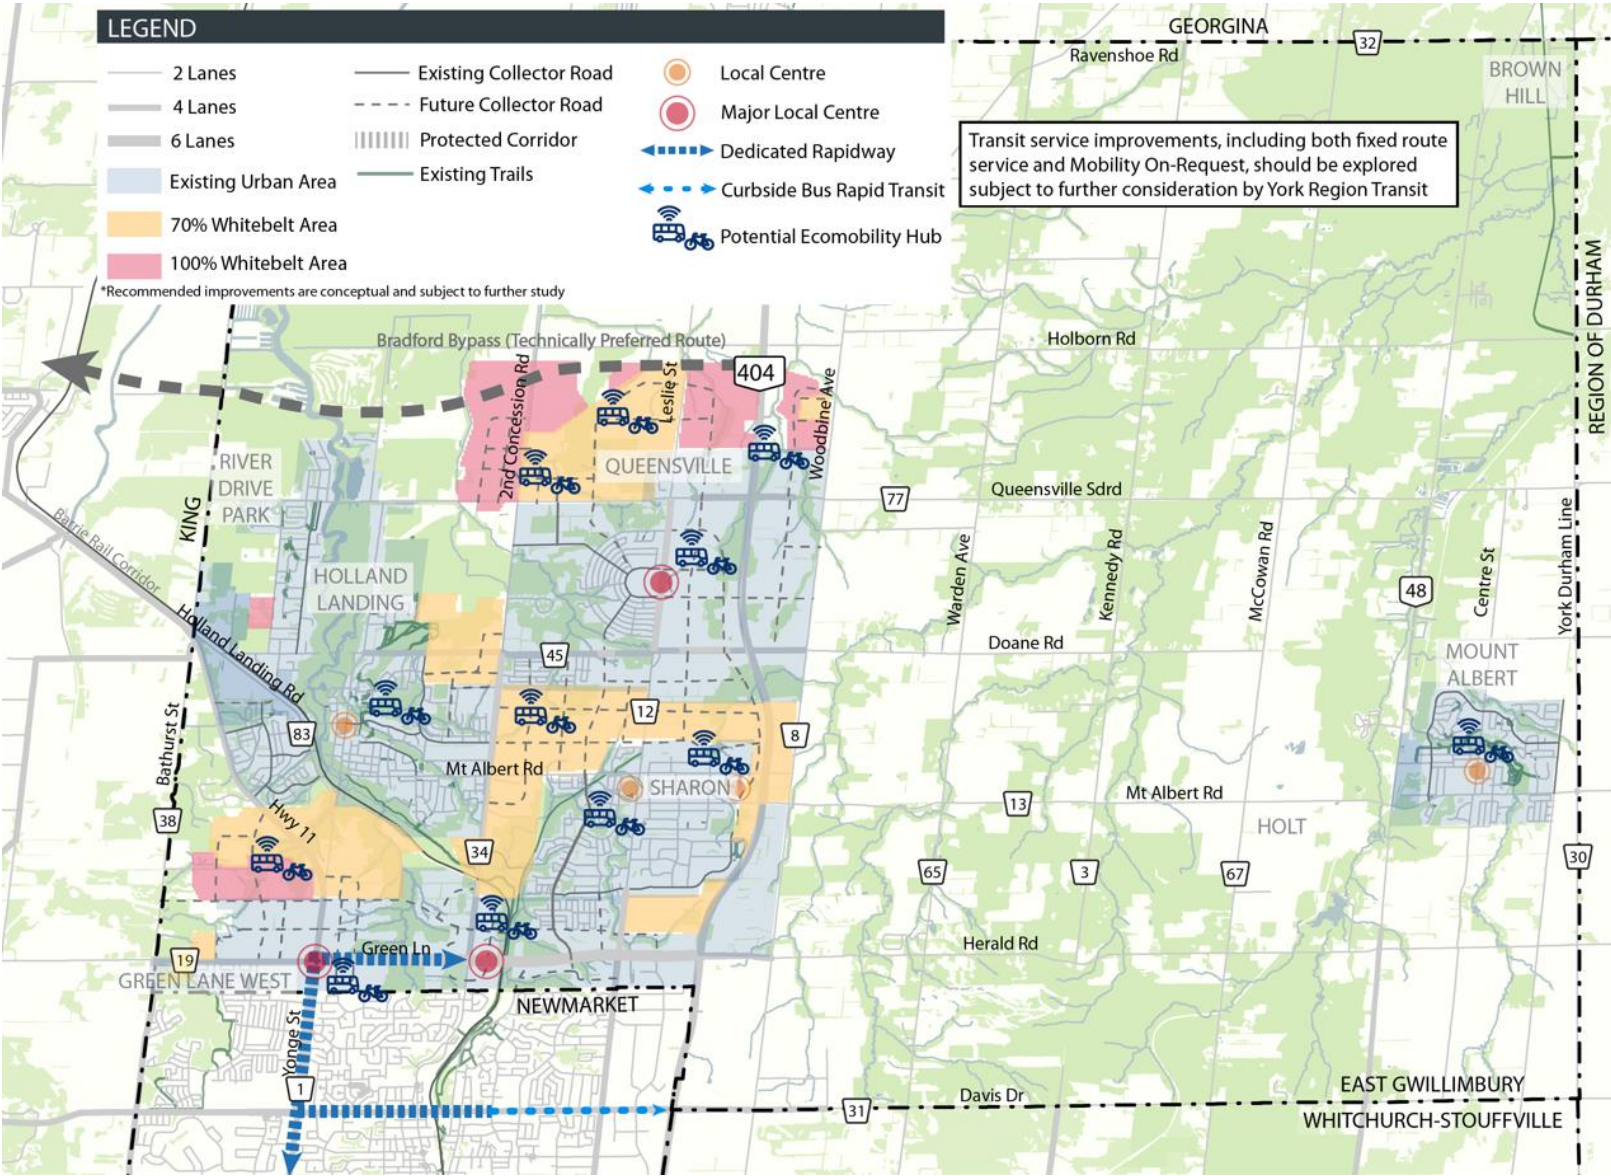 LEGEND
2 Lanes
4 Lanes
6 Lanes
Existing Urban Area
70% Whitebelt Area
100% Whitebelt Area
Existing Collector Road
Future Collector Road
Protected Corridor
Existing Trails
Local Centre
Major Local Centre
Dedicated Rapidway
Curbside Bus Rapid Transit
Potential Ecomobility Hub
*Recommended improvements are conceptual and subject to further study
GEORGINA
32
Ravenshoe Rd
BROWN
HILL
Transit service improvements, including both fixed route
service and Mobility On-Request, should be explored
subject to further consideration by York Region Transit
REGION OF DURHAM
Bradford Bypass (Technically Preferred Route)
Holborn Rd
404
2nd Concession Rd
Leslie St
Woodbine Ave
RIVER
DRIVE
PARK
QUEENSVILLE
KING
77
Queensville Sdrd
Barrie Rail Corridor
HOLLAND
LANDING
Warden Ave
Kennedy Rd
McCowan Rd
48
Centre St
York Durham Line
Holland Landing Rd
45
Doane Rd
MOUNT
ALBERT
Bathurst St
83
12
8
Mt Albert Rd
SHARON
13
Mt Albert Rd
HOLT
38
Hwy 11
34
65
3
67
30
19
Green Ln
Herald Rd
GREEN LANE WEST
NEWMARKET
Yonge St
1
31
Davis Dr
EAST GWILLIMBURY
WHITCHURCH-STOUFFVILLE